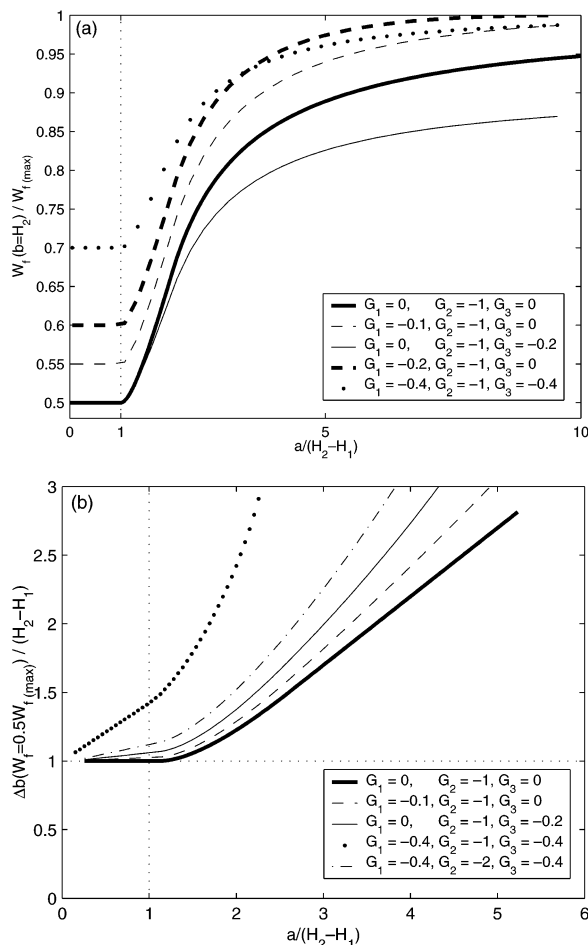 (a)
1
0.95
0.9
0.85
0.8
0.75
0.7
0.65
0.6
0.55
0.5
W_f(b=H_2) / W_f(max)
G_1 = 0, G_2 = −1, G_3 = 0
G_1 = −0.1, G_2 = −1, G_3 = 0
G_1 = 0, G_2 = −1, G_3 = −0.2
G_1 = −0.2, G_2 = −1, G_3 = 0
G_1 = −0.4, G_2 = −1, G_3 = −0.4
0 1 5 10
a/(H_2−H_1)
(b)
3
2.5
2
1.5
1
0.5
0
Δb(W_f=0.5W_f(max)) / (H_2−H_1)
G_1 = 0, G_2 = −1, G_3 = 0
G_1 = −0.1, G_2 = −1, G_3 = 0
G_1 = 0, G_2 = −1, G_3 = −0.2
G_1 = −0.4, G_2 = −1, G_3 = −0.4
G_1 = −0.4, G_2 = −2, G_3 = −0.4
0 1 2 3 4 5 6
a/(H_2−H_1)